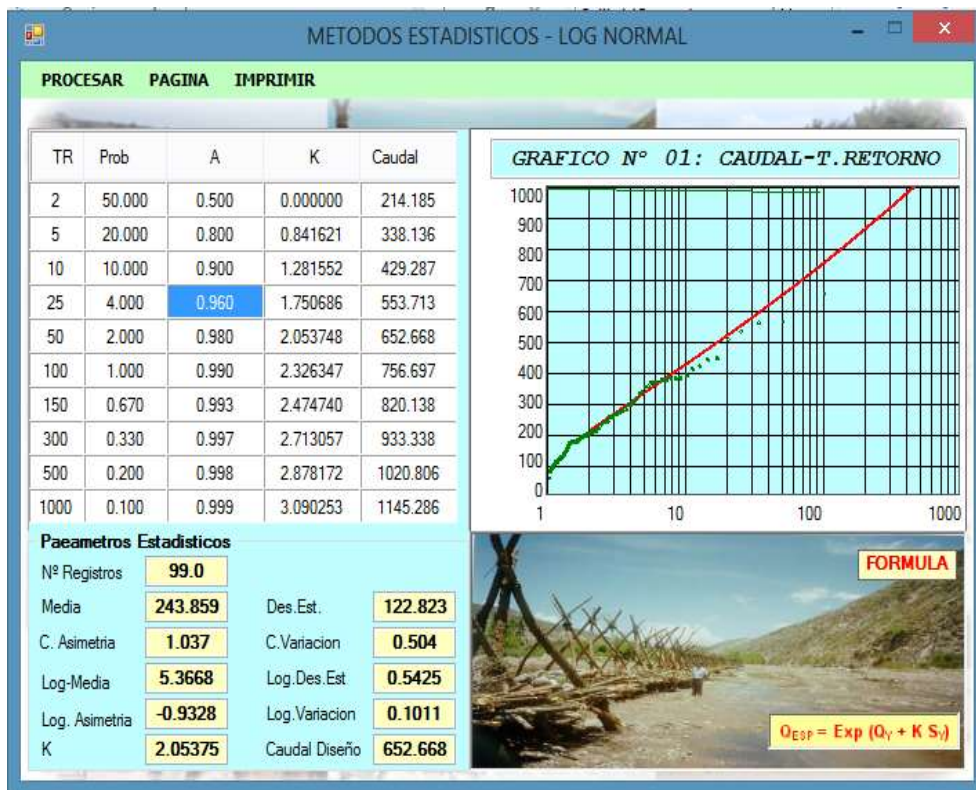 METODOS ESTADISTICOS - LOG NORMAL
PROCESAR PAGINA IMPRIMIR
TR Prob A K Caudal
2 50.000 0.500 0.000000 214.185
5 20.000 0.800 0.841621 338.136
10 10.000 0.900 1.281552 429.287
25 4.000 0.960 1.750686 553.713
50 2.000 0.980 2.053748 652.668
100 1.000 0.990 2.326347 756.697
150 0.670 0.993 2.474740 820.138
300 0.330 0.997 2.713057 933.338
500 0.200 0.998 2.878172 1020.806
1000 0.100 0.999 3.090253 1145.286
GRAFICO Nº 01: CAUDAL-T.RETORNO
1000
900
800
700
600
500
400
300
200
100
0
1 10 100 1000
Paeametros Estadisticos
Nº Registros 99.0
Media 243.859 Des.Est. 122.823
C. Asimetria 1.037 C.Variacion 0.504
Log-Media 5.3668 Log.Des.Est 0.5425
Log. Asimetria -0.9328 Log.Variacion 0.1011
K 2.05375 Caudal Diseño 652.668
FORMULA
QESP = Exp (QY + K SY)